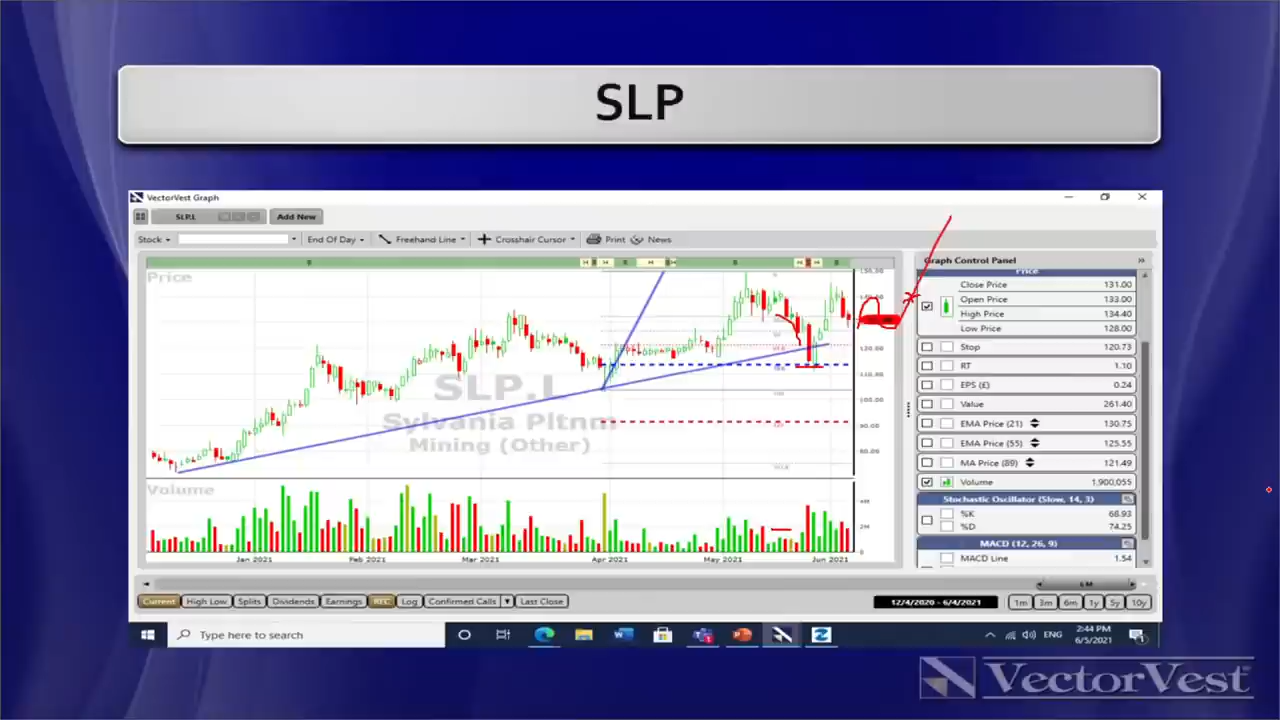 SLP
VectorVest Graph
SLP.L Add New
Stock End Of Day Freehand Line Crosshair Cursor Print News
Graph Control Panel
Price
Price
Close Price 131.00
Open Price 133.00
High Price 134.40
Low Price 128.00
Stop 120.73
RT 1.10
EPS (£) 0.24
Value 261.40
EMA Price (21) 130.75
EMA Price (55) 125.55
MA Price (89) 121.49
Volume 1,900,055
Stochastic Oscillator (Slow, 14, 3)
%K 68.93
%D 74.25
MACD (12, 26, 9)
MACD Line 1.54
120.00
SLP.L
Sylvania Pltnm
Mining (Other)
Volume
Jan 2021 Feb 2021 Mar 2021 Apr 2021 May 2021 Jun 2021
Current High Low Splits Dividends Earnings REC Log Confirmed Calls Last Close
12/4/2020 - 6/4/2021 1m 3m 6m 1y 5y 10y
Type here to search
ENG 2:44 PM
6/5/2021
VectorVest